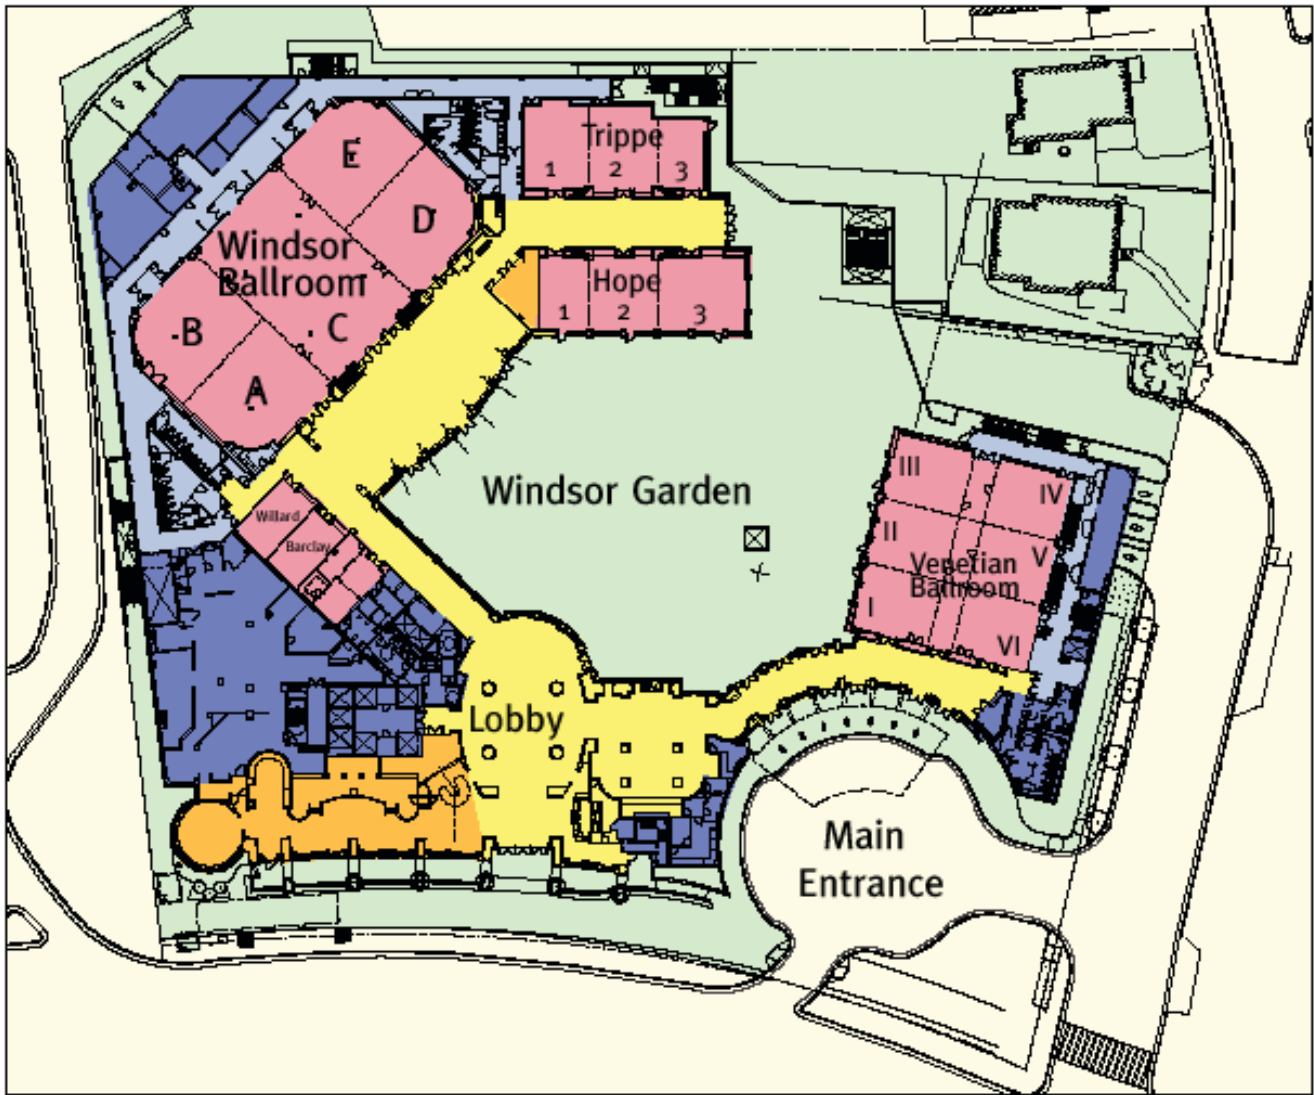 Trippe
1 2 3
E
D
Windsor
Ballroom
Hope
1 2 3
B
C
A
III
IV
Windsor Garden
Willard
II
Barclay
V
Venetian
Ballroom
I
VI
Lobby
Main
Entrance